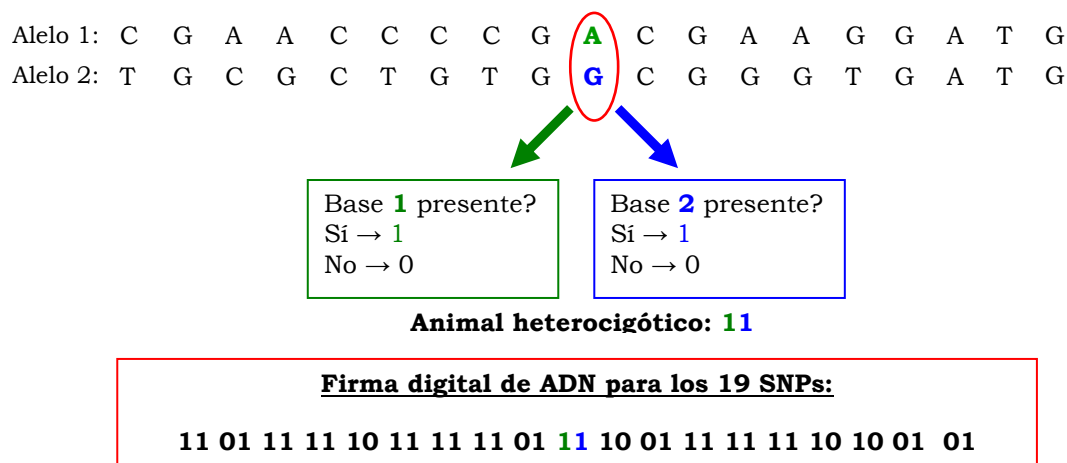 Alelo 1: C G A A C C C C G A C G A A G G A T G
Alelo 2: T G C G C T G T G G C G G G T G A T G
Base 1 presente?
Sí → 1
No → 0
Base 2 presente?
Sí → 1
No → 0
Animal heterocigótico: 11
Firma digital de ADN para los 19 SNPs:
11 01 11 11 10 11 11 11 01 11 10 01 11 11 11 10 10 01 01